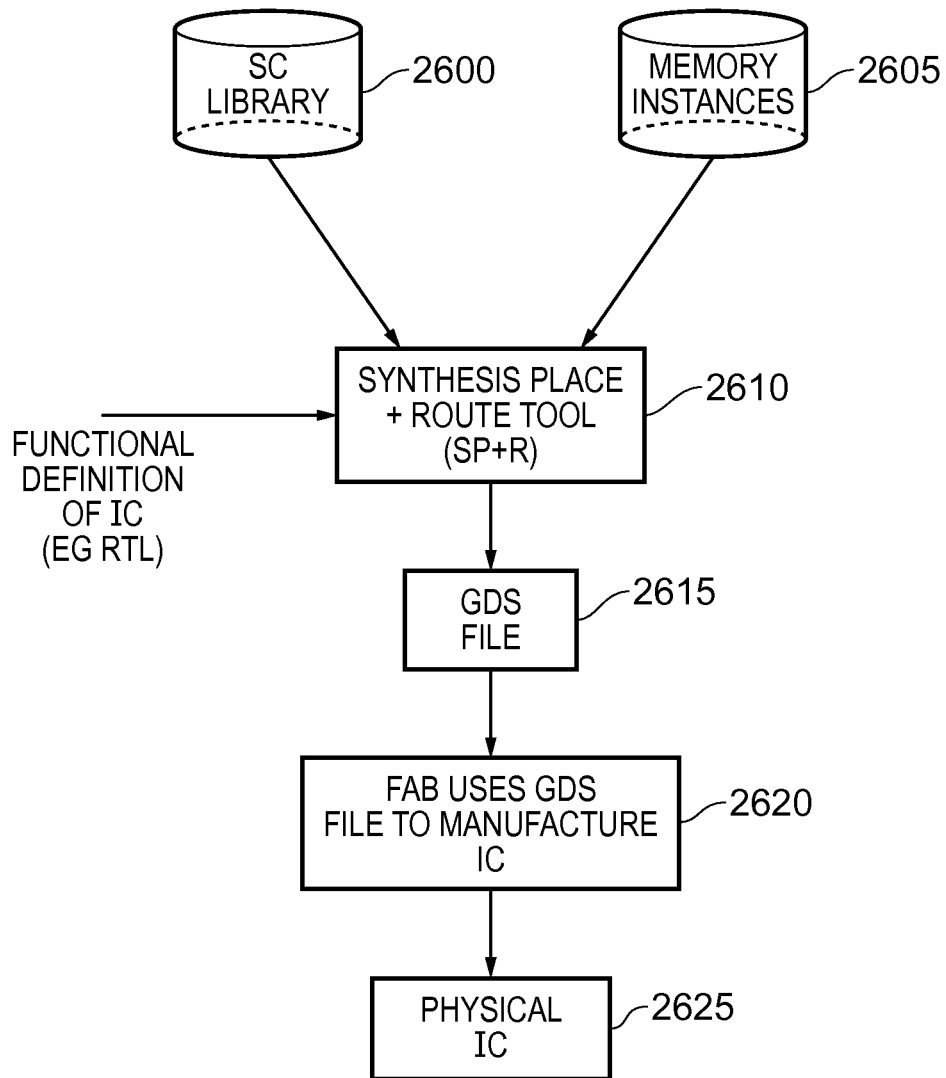 SC
LIBRARY
2600
MEMORY
INSTANCES
2605
SYNTHESIS PLACE
+ ROUTE TOOL
(SP+R)
2610
FUNCTIONAL
DEFINITION
OF IC
(EG RTL)
GDS
FILE
2615
FAB USES GDS
FILE TO MANUFACTURE
IC
2620
PHYSICAL
IC
2625